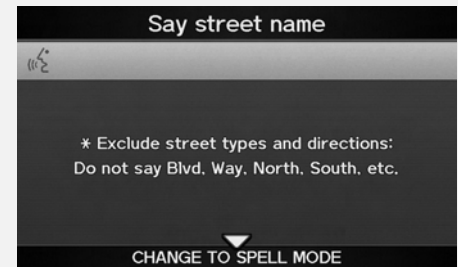 Say street name
* Exclude street types and directions:
Do not say Blvd, Way, North, South, etc.
CHANGE TO SPELL MODE